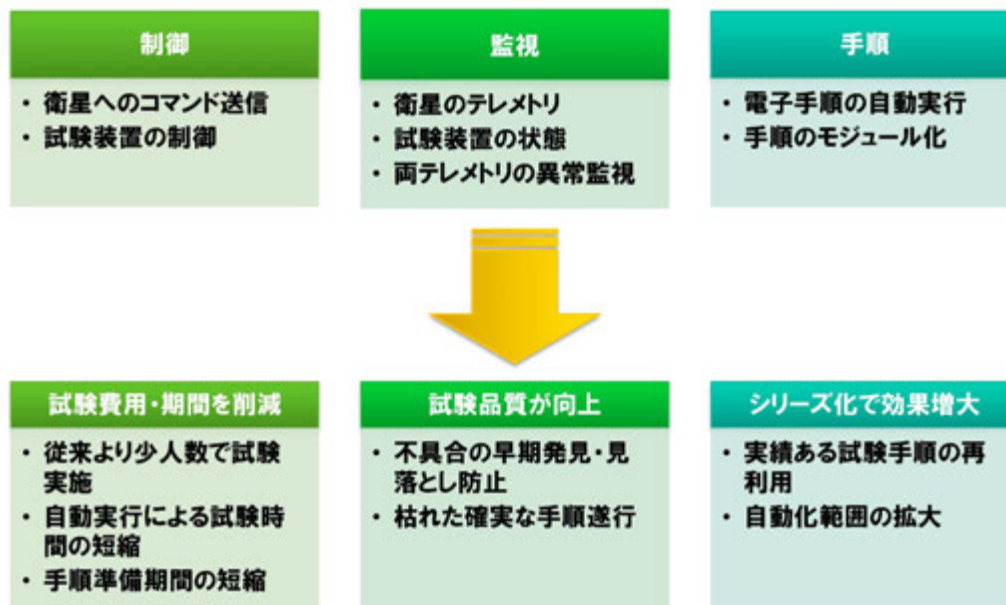 制御
・ 衛星へのコマンド送信
・ 試験装置の制御
監視
・ 衛星のテレメトリ
・ 試験装置の状態
・ 両テレメトリの異常監視
手順
・ 電子手順の自動実行
・ 手順のモジュール化
試験費用・期間を削減
・ 従来より少人数で試験
実施
・ 自動実行による試験時
間の短縮
・ 手順準備期間の短縮
試験品質が向上
・ 不具合の早期発見・見
落とし防止
・ 枯れた確実な手順遂行
シリーズ化で効果増大
・ 実績ある試験手順の再
利用
・ 自動化範囲の拡大